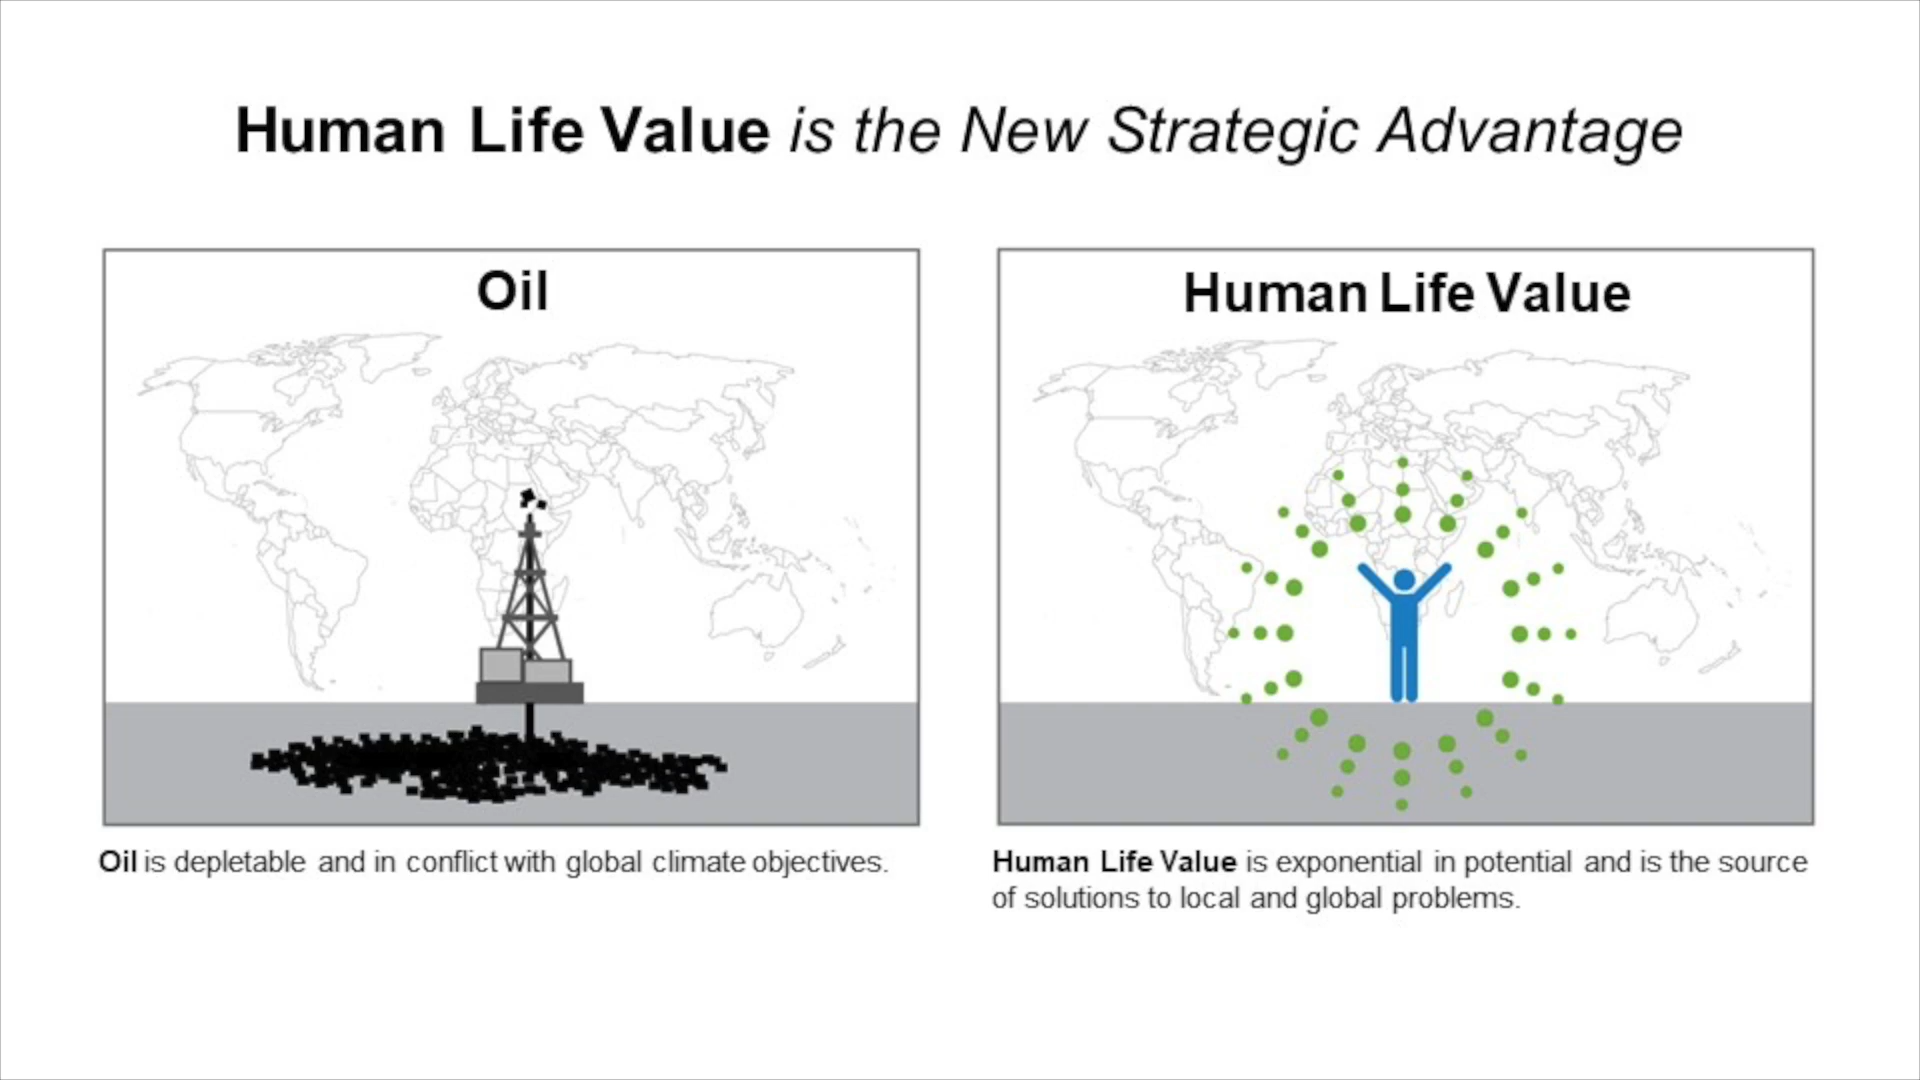 Human Life Value is the New Strategic Advantage
Oil
Human Life Value
Oil is depletable and in conflict with global climate objectives.
Human Life Value is exponential in potential and is the source
of solutions to local and global problems.